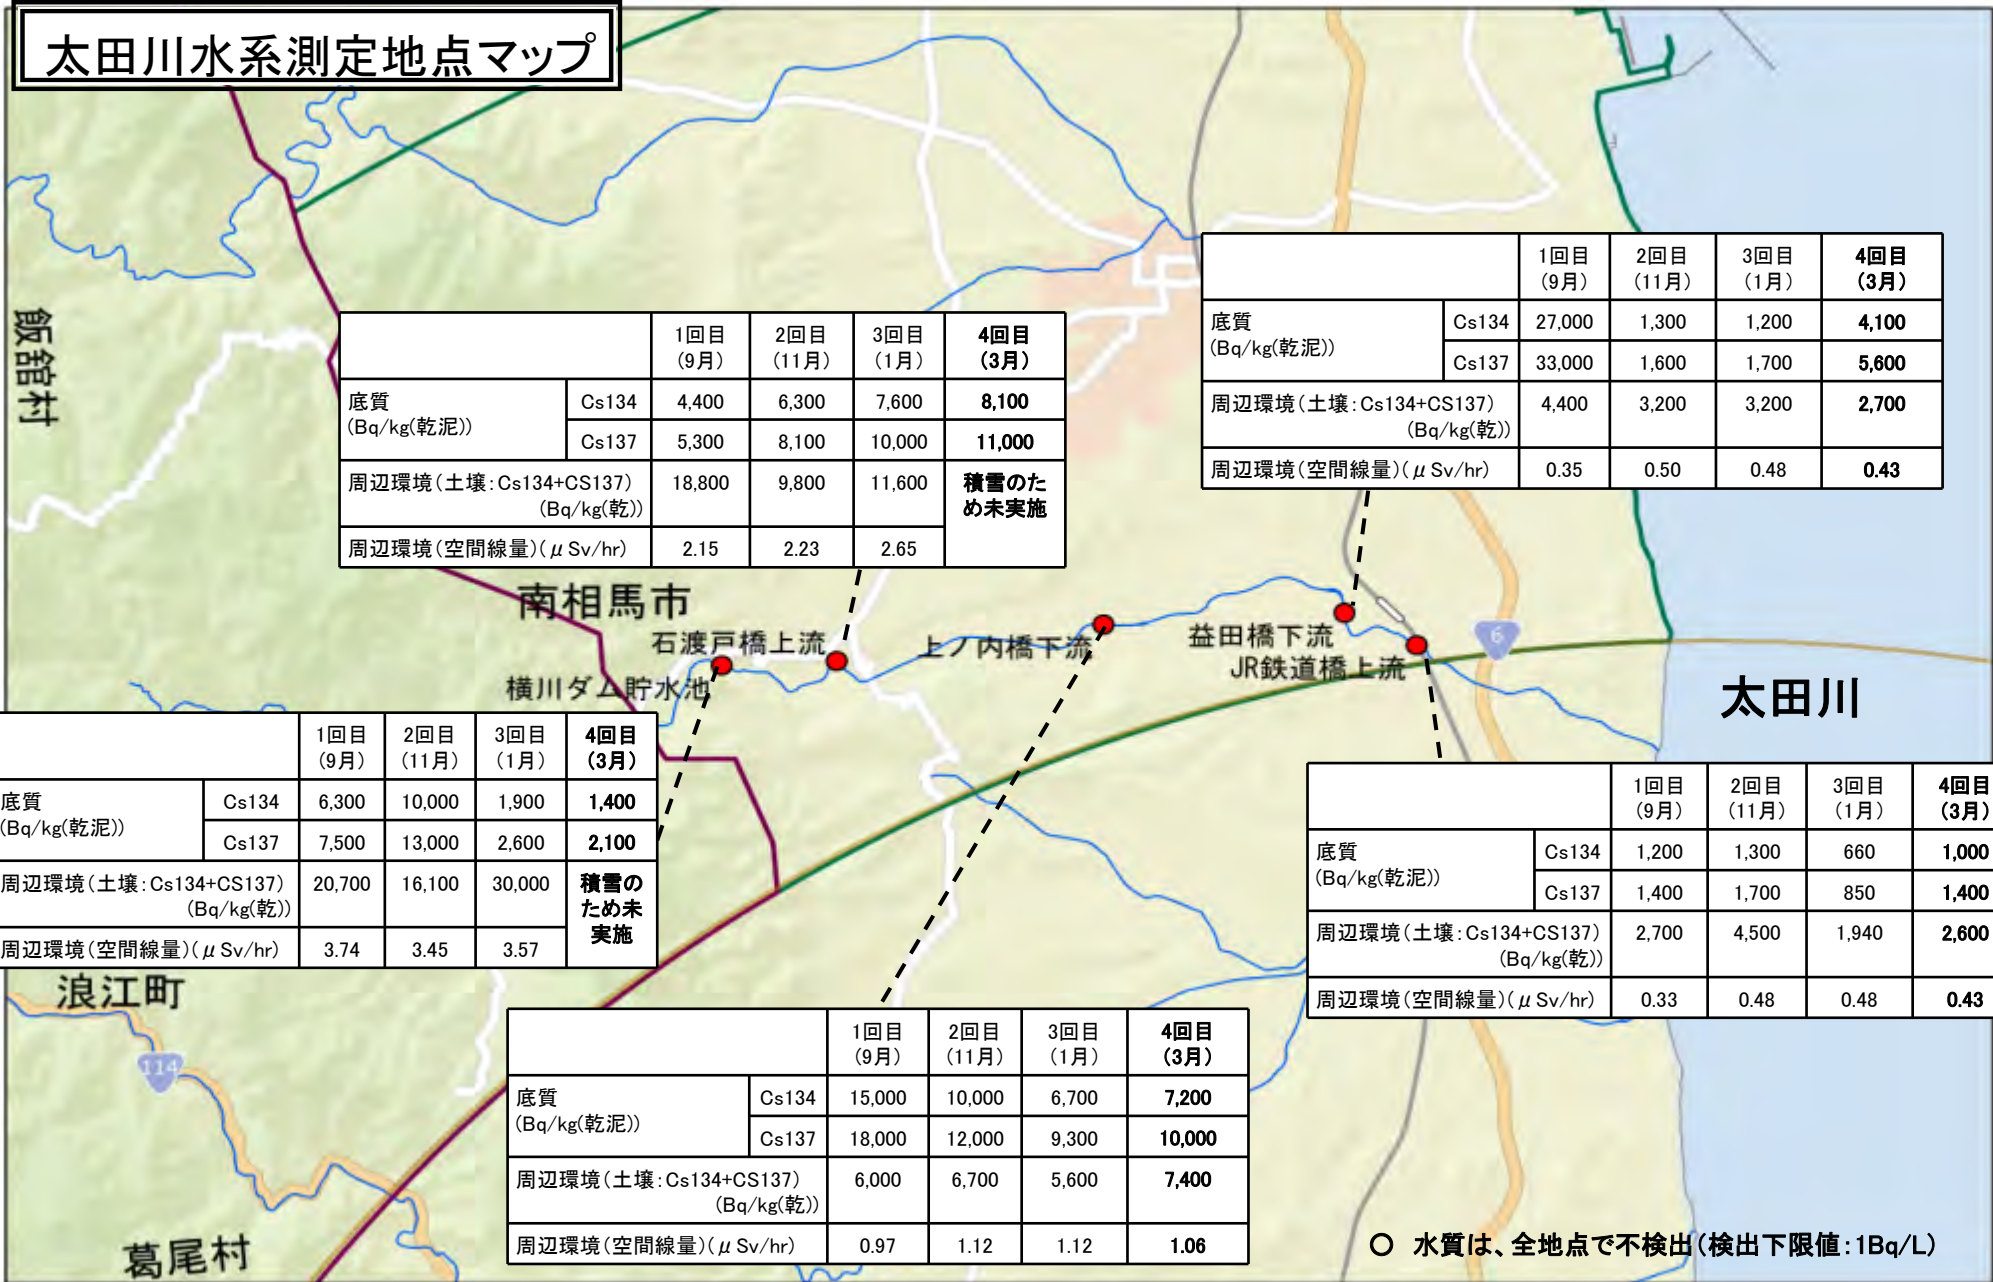 太田川水系測定地点マップ
飯舘村
1回目 2回目 3回目 4回目
(9月) (11月) (1月) (3月)
底質 Cs134 27,000 1,300 1,200 4,100
(Bq/kg(乾泥)) Cs137 33,000 1,600 1,700 5,600
周辺環境(土壌:Cs134+CS137) 4,400 3,200 3,200 2,700
(Bq/kg(乾))
周辺環境(空間線量)(μSv/hr) 0.35 0.50 0.48 0.43
1回目 2回目 3回目 4回目
(9月) (11月) (1月) (3月)
底質 Cs134 4,400 6,300 7,600 8,100
(Bq/kg(乾泥)) Cs137 5,300 8,100 10,000 11,000
周辺環境(土壌:Cs134+CS137) 18,800 9,800 11,600 積雪のた
(Bq/kg(乾)) め未実施
周辺環境(空間線量)(μSv/hr) 2.15 2.23 2.65
南相馬市
石渡戸橋上流
上ノ内橋下流
益田橋下流
JR鉄道橋上流
6
横川ダム貯水池
太田川
1回目 2回目 3回目 4回目
(9月) (11月) (1月) (3月)
底質 Cs134 6,300 10,000 1,900 1,400
(Bq/kg(乾泥)) Cs137 7,500 13,000 2,600 2,100
周辺環境(土壌:Cs134+CS137) 20,700 16,100 30,000 積雪の
(Bq/kg(乾)) ため未
実施
周辺環境(空間線量)(μSv/hr) 3.74 3.45 3.57
1回目 2回目 3回目 4回目
(9月) (11月) (1月) (3月)
底質 Cs134 1,200 1,300 660 1,000
(Bq/kg(乾泥)) Cs137 1,400 1,700 850 1,400
周辺環境(土壌:Cs134+CS137) 2,700 4,500 1,940 2,600
(Bq/kg(乾))
周辺環境(空間線量)(μSv/hr) 0.33 0.48 0.48 0.43
浪江町
114
1回目 2回目 3回目 4回目
(9月) (11月) (1月) (3月)
底質 Cs134 15,000 10,000 6,700 7,200
(Bq/kg(乾泥)) Cs137 18,000 12,000 9,300 10,000
周辺環境(土壌:Cs134+CS137) 6,000 6,700 5,600 7,400
(Bq/kg(乾))
周辺環境(空間線量)(μSv/hr) 0.97 1.12 1.12 1.06
葛尾村
○ 水質は、全地点で不検出(検出下限値:1Bq/L)